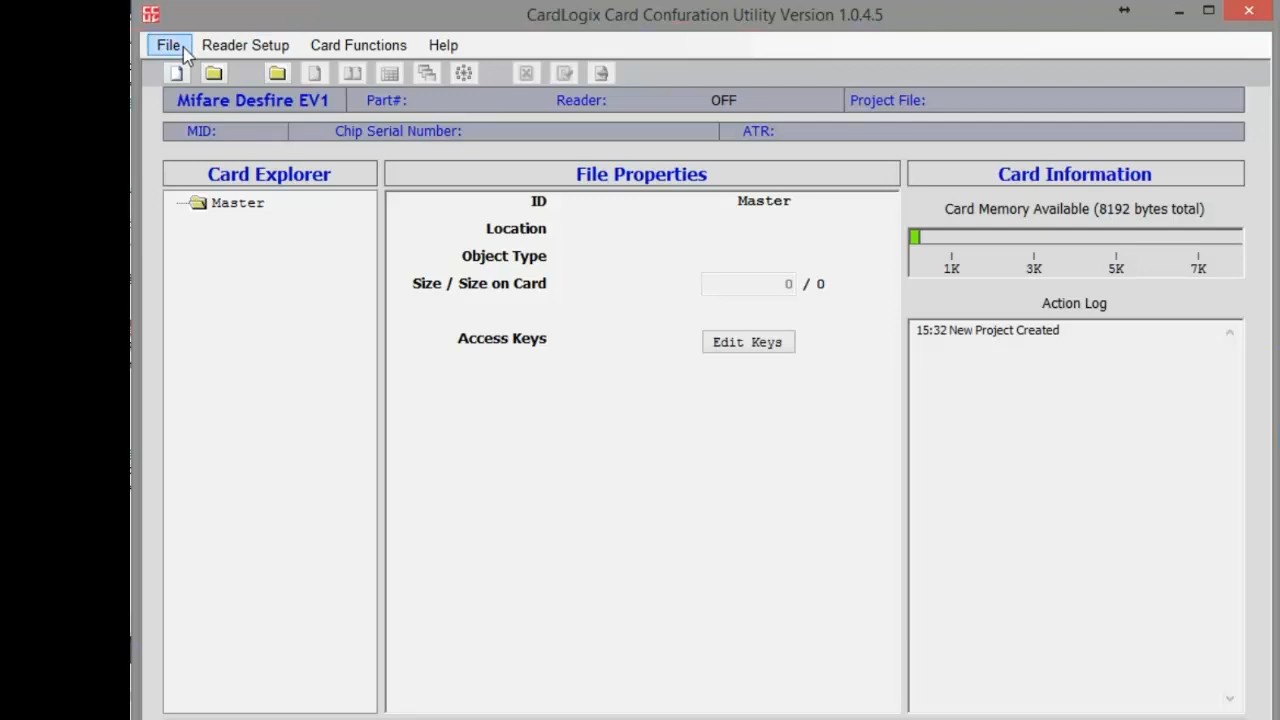 CardLogix Card Confuration Utility Version 1.0.4.5
File Reader Setup Card Functions Help
Mifare Desfire EV1 Part#: Reader: OFF Project File:
MID: Chip Serial Number: ATR:
Card Explorer File Properties Card Information
Master
ID Master
Location
Object Type
Size / Size on Card 0 / 0
Access Keys Edit Keys
Card Memory Available (8192 bytes total)
1K 3K 5K 7K
Action Log
15:32 New Project Created